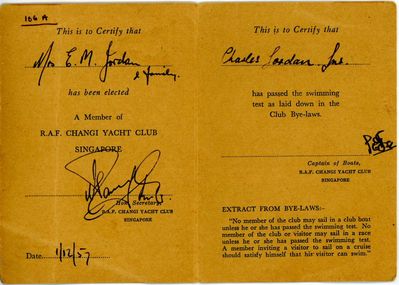 106 A
This is to Certify that
Mrs E. M. Jordan
& family.
has been elected
A Member of
R.A.F. CHANGI YACHT CLUB
SINGAPORE
Hon. Secretary,
R.A.F. CHANGI YACHT CLUB
SINGAPORE
Date 1/12/57
This is to Certify that
Charles Jordan.
has passed the swimming
test as laid down in the
Club Bye-laws.
Captain of Boats,
R.A.F. CHANGI YACHT CLUB
SINGAPORE
EXTRACT FROM BYE-LAWS:-
"No member of the club may sail in a club boat
unless he or she has passed the swimming test. No
member of the club or visitor may sail in a race
unless he or she has passed the swimming test.
A member inviting a visitor to sail on a cruise
should satisfy himself that his visitor can swim."